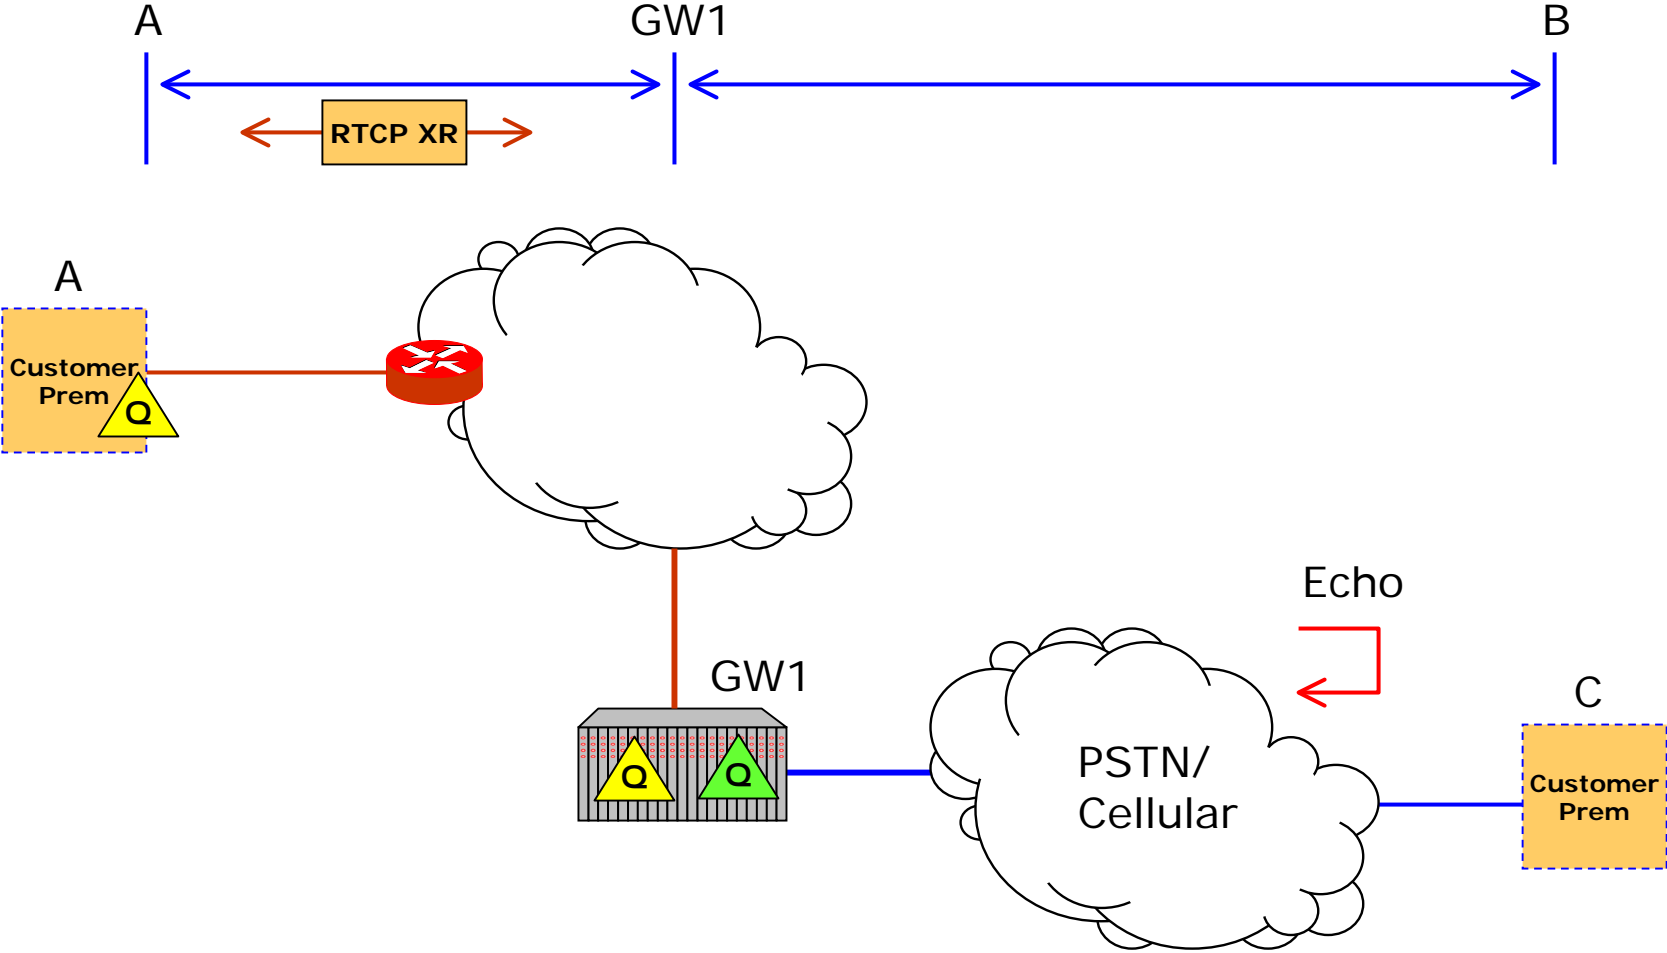 A
GW1
B
RTCP XR
A
Customer
Prem
Q
Echo
GW1
C
Q
Q
PSTN/
Cellular
Customer
Prem